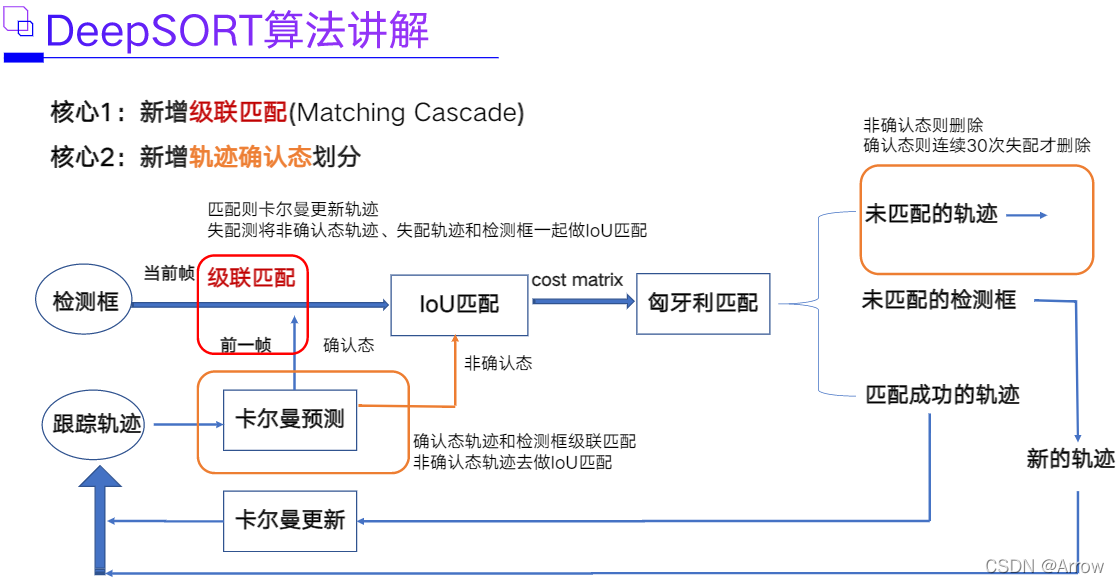 DeepSORT算法讲解
核心1：新增级联匹配(Matching Cascade)
核心2：新增轨迹确认态划分
非确认态则删除
确认态则连续30次失配才删除
匹配则卡尔曼更新轨迹
失配测将非确认态轨迹、失配轨迹和检测框一起做IoU匹配
未匹配的轨迹
当前帧
级联匹配
检测框
IoU匹配
cost matrix
匈牙利匹配
未匹配的检测框
前一帧
确认态
非确认态
匹配成功的轨迹
跟踪轨迹
卡尔曼预测
确认态轨迹和检测框级联匹配
非确认态轨迹去做IoU匹配
新的轨迹
卡尔曼更新
CSDN @Arrow